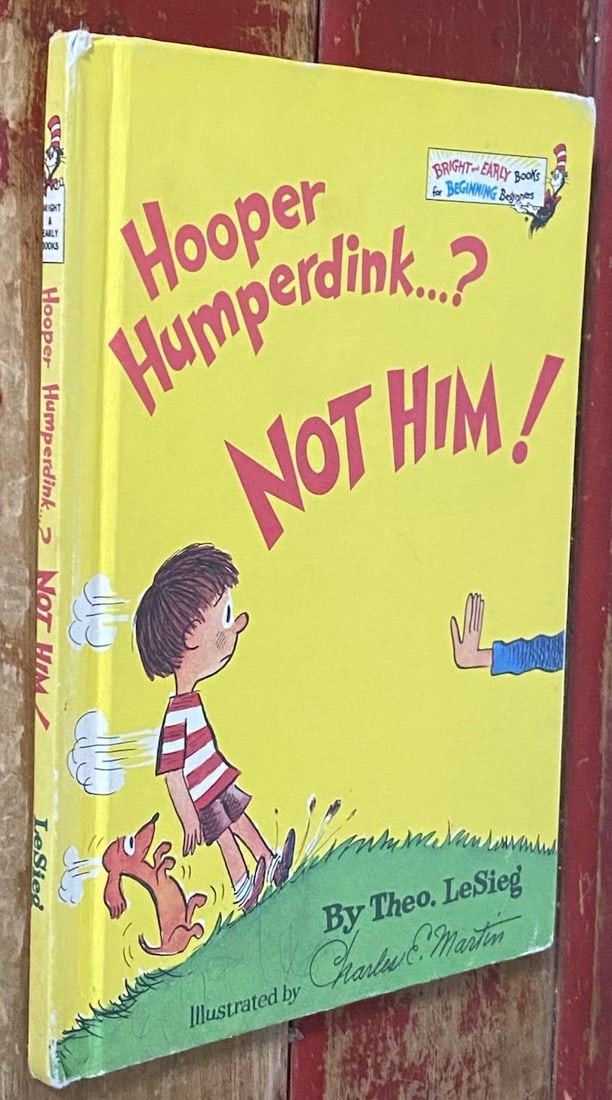 BRIGHT and EARLY BOOKS
for BEGINNING Beginners
Hooper
Humperdink...?
NOT HIM!
By Theo. LeSieg
Illustrated by Charles E. Martin
BRIGHT
&
EARLY
BOOKS
Hooper Humperdink...? NOT HIM! LeSieg